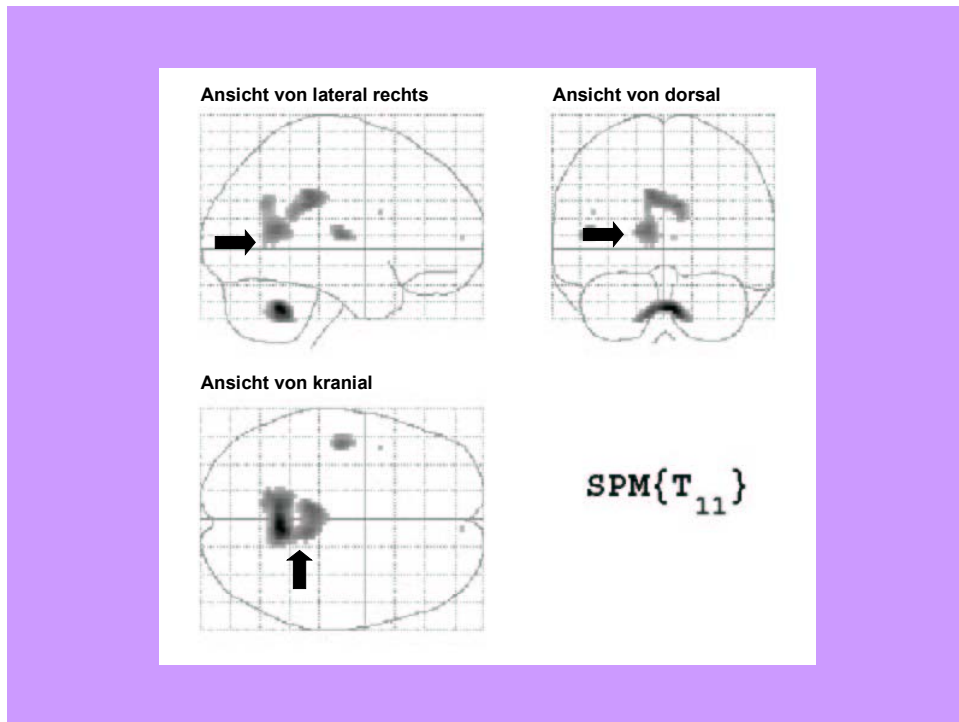 Ansicht von lateral rechts
Ansicht von dorsal
Ansicht von kranial
SPM{T₁₁}